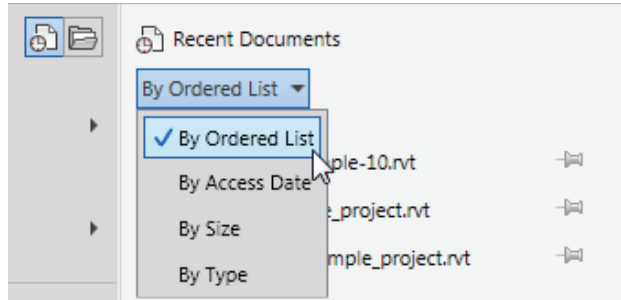 Recent Documents
By Ordered List
By Ordered List
ple-10.rvt
By Access Date
_project.rvt
By Size
mple_project.rvt
By Type